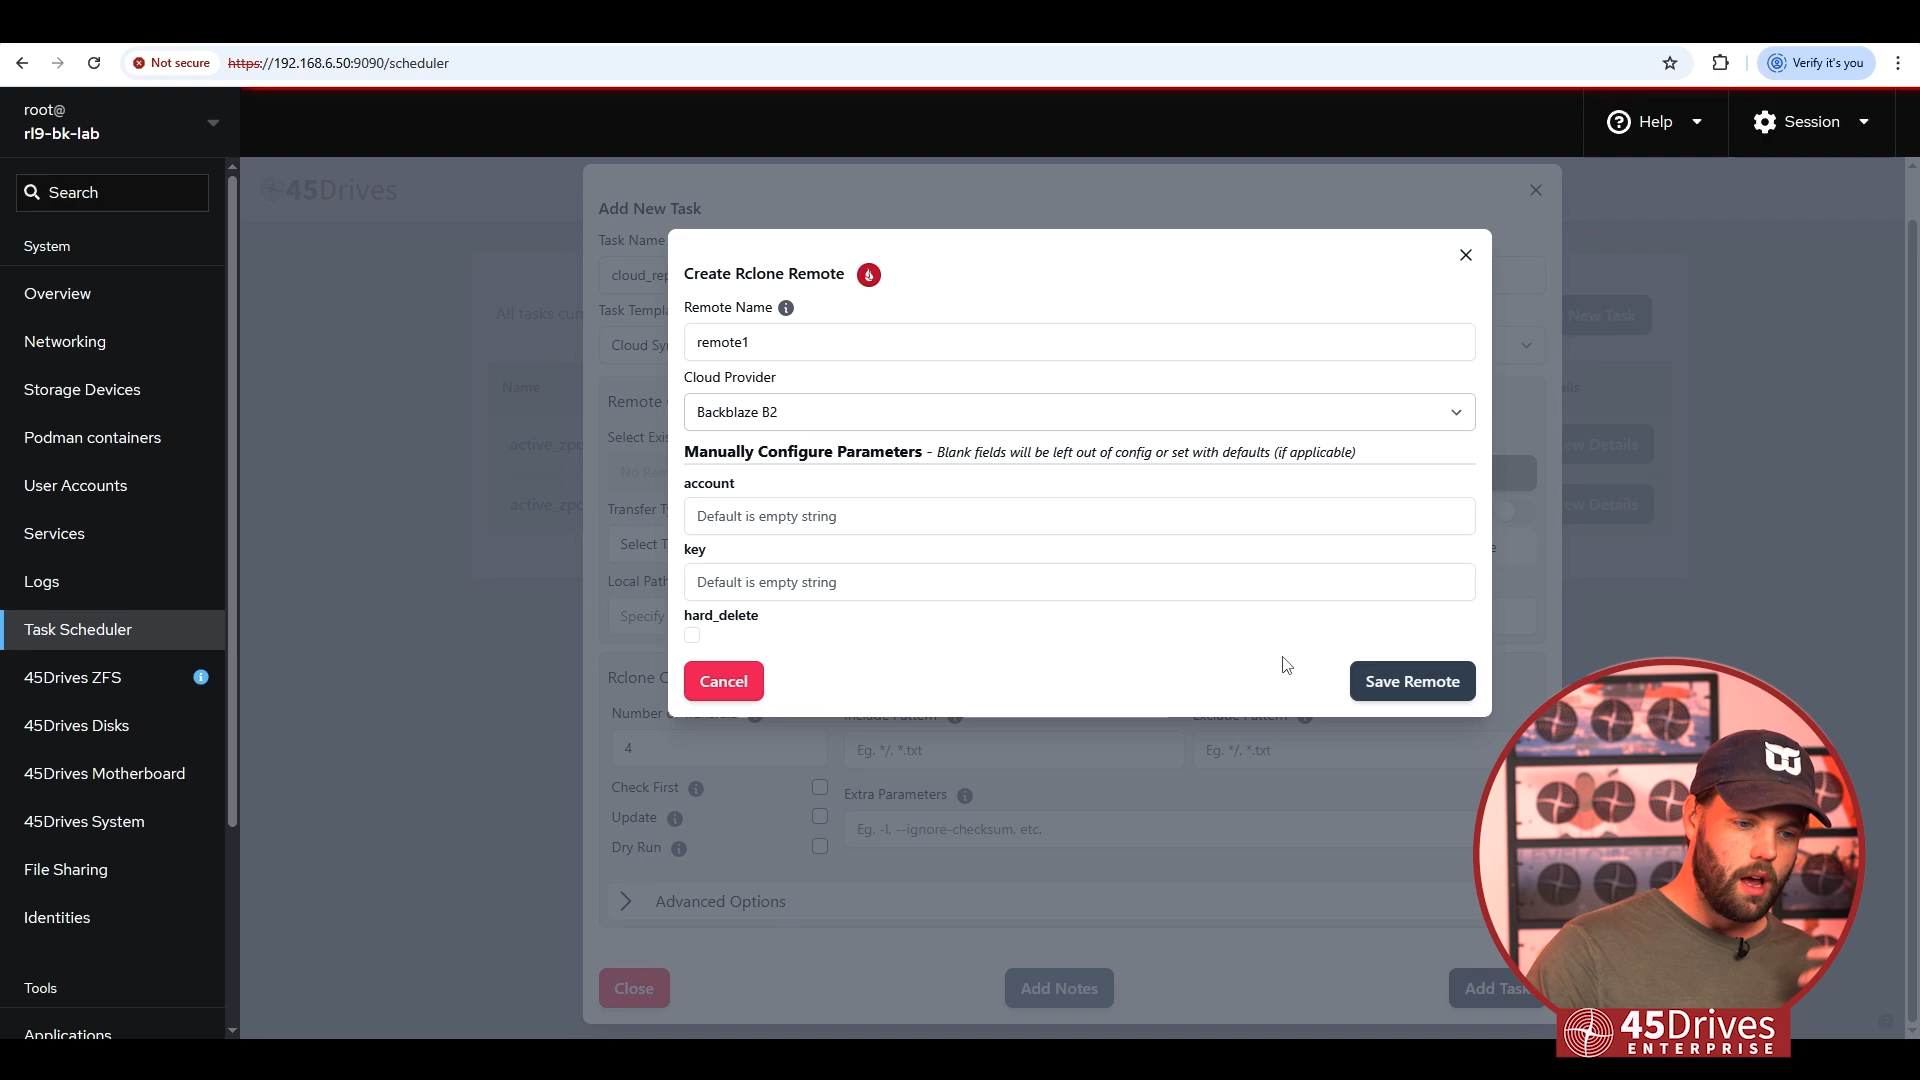 Not secure
https://192.168.6.50:9090/scheduler
Verify it's you
root@
rl9-bk-lab
Help
Session
Search
System
Overview
Networking
Storage Devices
Podman containers
User Accounts
Services
Logs
Task Scheduler
45Drives ZFS
45Drives Disks
45Drives Motherboard
45Drives System
File Sharing
Identities
Tools
Applications
45Drives
All tasks cur
New Task
Name
active_zpc
active_zpc
ew Details
ew Details
Add New Task
Task Name
cloud_rep
Task Templa
Cloud Sy
Remote
Select Exis
No Rem
Transfer T
Select T
Local Path
Specify
Create Rclone Remote
Remote Name
remote1
Cloud Provider
Backblaze B2
Manually Configure Parameters - Blank fields will be left out of config or set with defaults (if applicable)
account
Default is empty string
key
Default is empty string
hard_delete
Cancel
Save Remote
Rclone
Number
4
Include Pattern
Eg. */, *.txt
Exclude Pattern
Eg. */, *.txt
Check First
Update
Dry Run
Extra Parameters
Eg. -l, --ignore-checksum, etc.
Advanced Options
Close
Add Notes
Add Task
45Drives
ENTERPRISE